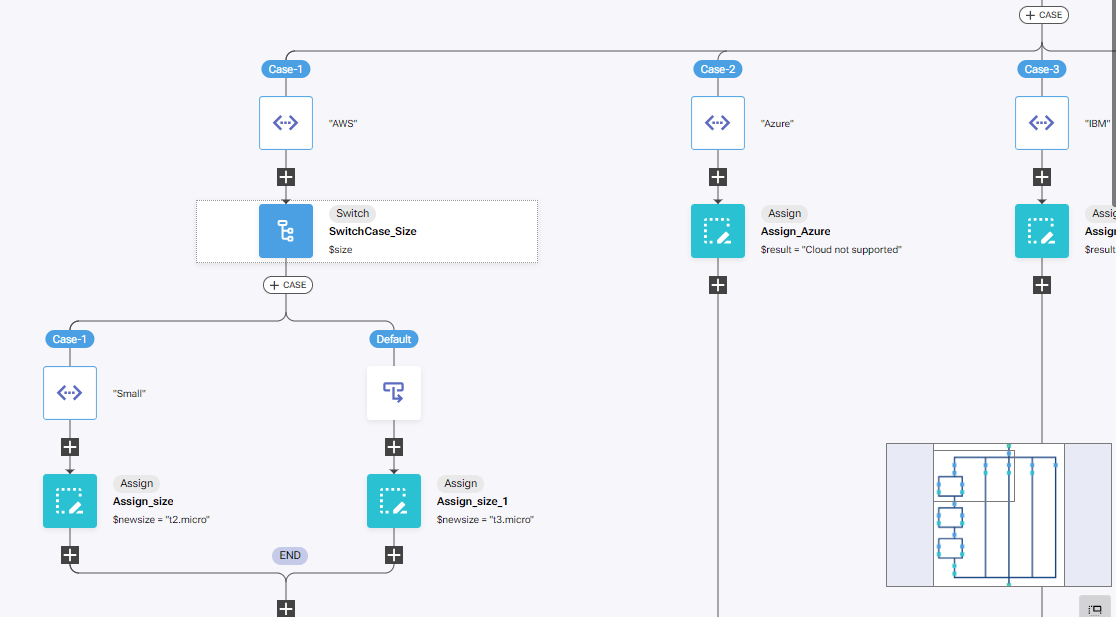 + CASE
Case-1
Case-2
Case-3
"AWS"
"Azure"
"IBM"
Switch
SwitchCase_Size
$size
Assign
Assign_Azure
$result = "Cloud not supported"
Assig
Assign
$result
+ CASE
Case-1
Default
"Small"
Assign
Assign_size
$newsize = "t2.micro"
Assign
Assign_size_1
$newsize = "t3.micro"
END